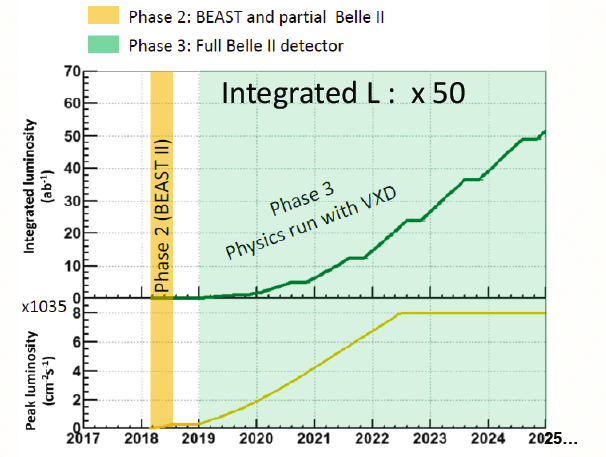 Phase 2: BEAST and partial Belle II
Phase 3: Full Belle II detector
Integrated L : x 50
Integrated luminosity
(ab-1)
70
60
50
40
30
20
10
0
Phase 2 (BEAST II)
Phase 3
Physics run with VXD
x1035
Peak luminosity
(cm-2s-1)
8
6
4
2
0
2017 2018 2019 2020 2021 2022 2023 2024 2025...